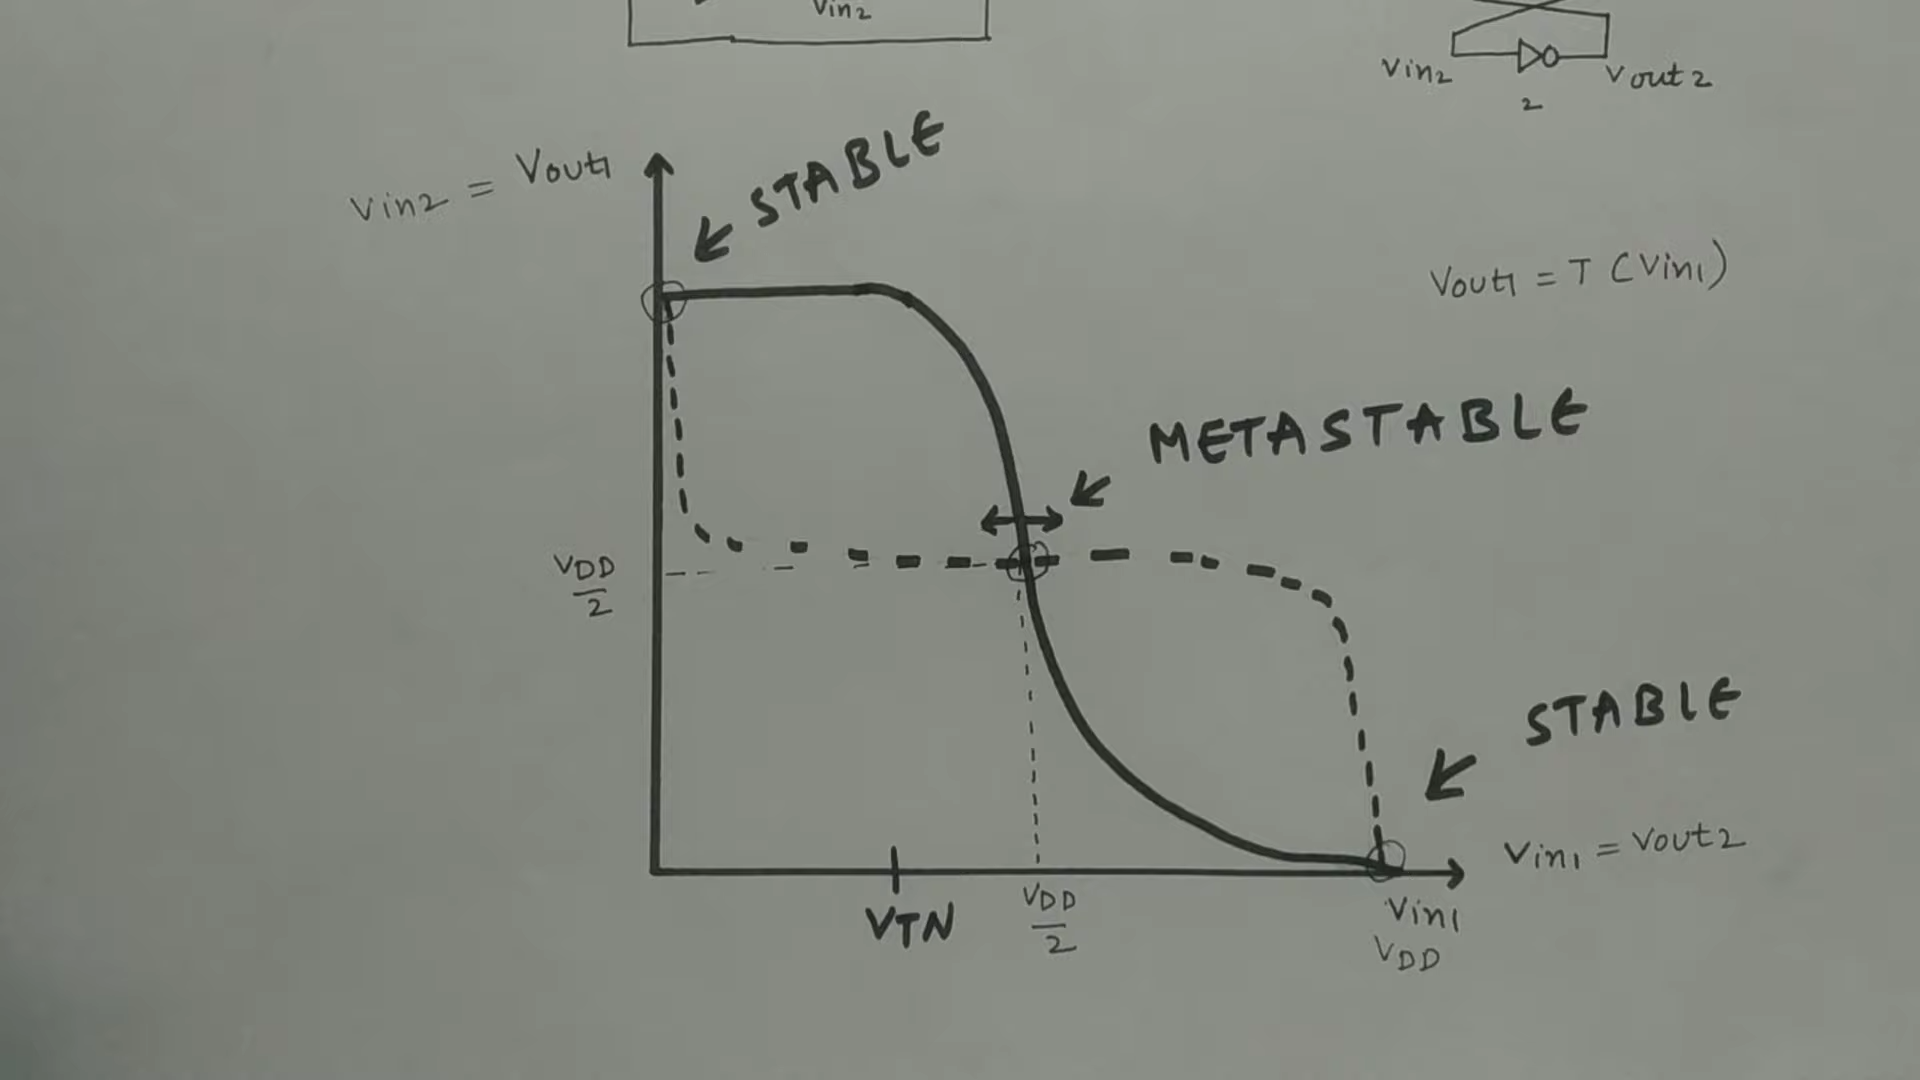 Vin2
Vin2
Vout2
2
STABLE
Vin2 = Vout1
Vout1 = T (Vin1)
METASTABLE
VDD
2
STABLE
Vin1 = Vout2
VTN
VDD
2
Vin1
VDD